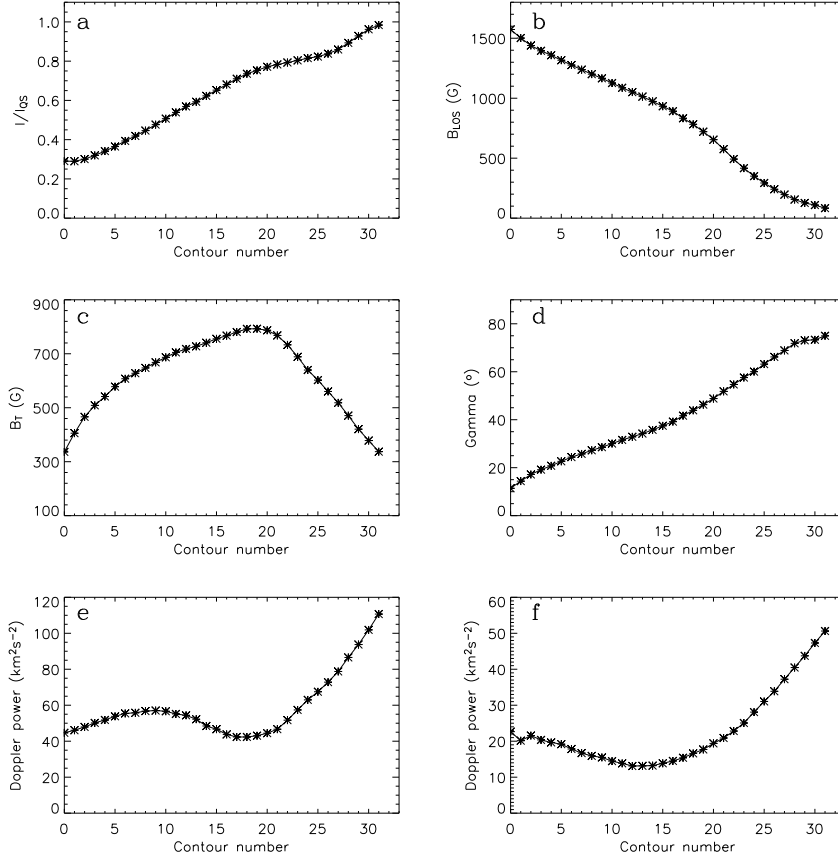 a
I/I_QS
1.0
0.8
0.6
0.4
0.2
0.0
0 5 10 15 20 25 30
Contour number
b
B_LOS (G)
1500
1000
500
0
0 5 10 15 20 25 30
Contour number
c
B_T (G)
900
700
500
300
100
0 5 10 15 20 25 30
Contour number
d
Gamma (°)
80
60
40
20
0
0 5 10 15 20 25 30
Contour number
e
Doppler power (km²s⁻²)
120
100
80
60
40
20
0
0 5 10 15 20 25 30
Contour number
f
Doppler power (km²s⁻²)
60
50
40
30
20
10
0
0 5 10 15 20 25 30
Contour number